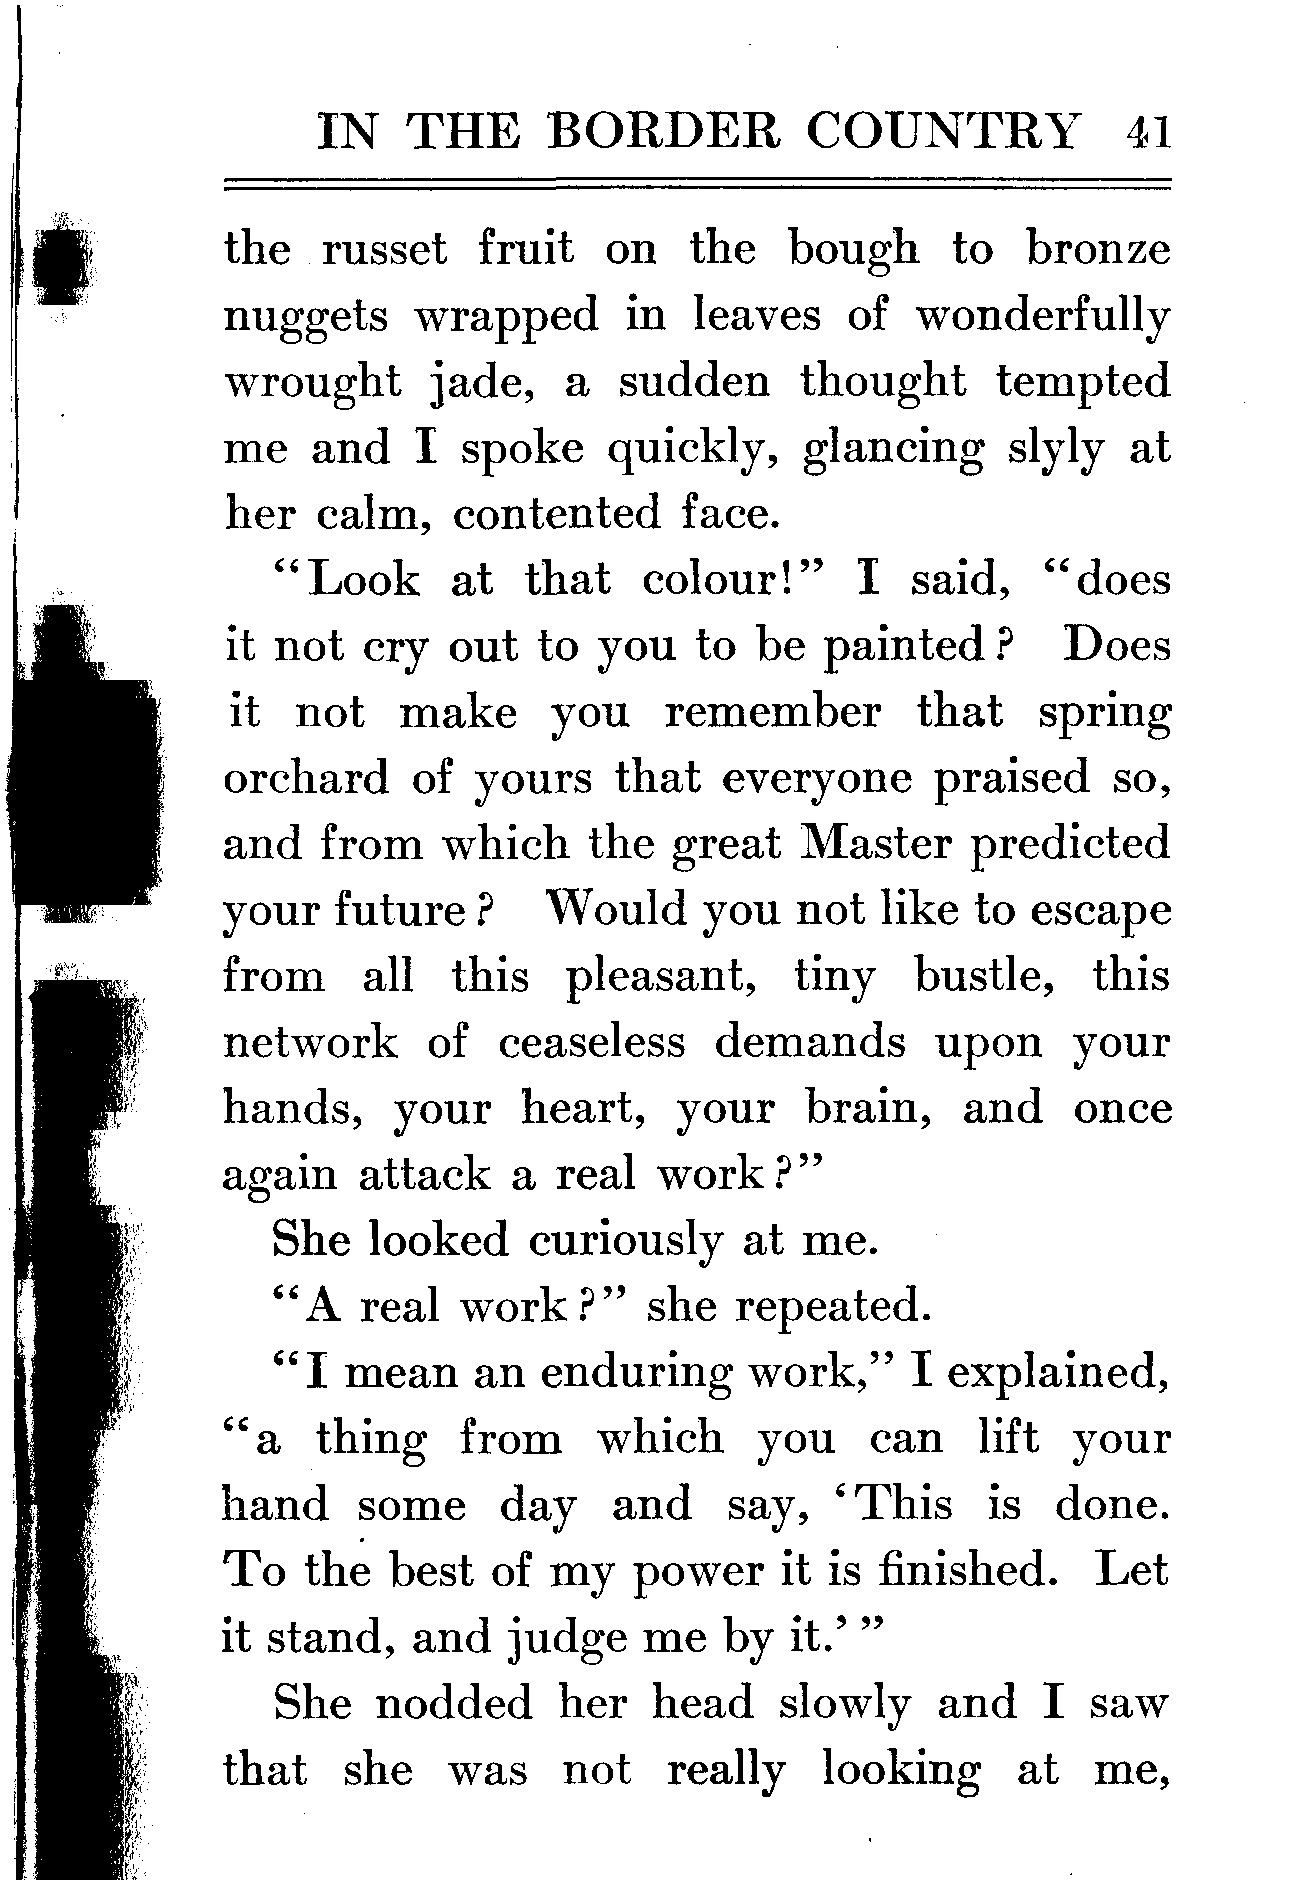 IN THE BORDER COUNTRY 41
the russet fruit on the bough to bronze
nuggets wrapped in leaves of wonderfully
wrought jade, a sudden thought tempted
me and I spoke quickly, glancing slyly at
her calm, contented face.
"Look at that colour!" I said, "does
it not cry out to you to be painted? Does
it not make you remember that spring
orchard of yours that everyone praised so,
and from which the great Master predicted
your future? Would you not like to escape
from all this pleasant, tiny bustle, this
network of ceaseless demands upon your
hands, your heart, your brain, and once
again attack a real work?"
She looked curiously at me.
"A real work?" she repeated.
"I mean an enduring work," I explained,
"a thing from which you can lift your
hand some day and say, 'This is done.
To the best of my power it is finished. Let
it stand, and judge me by it.'"
She nodded her head slowly and I saw
that she was not really looking at me,